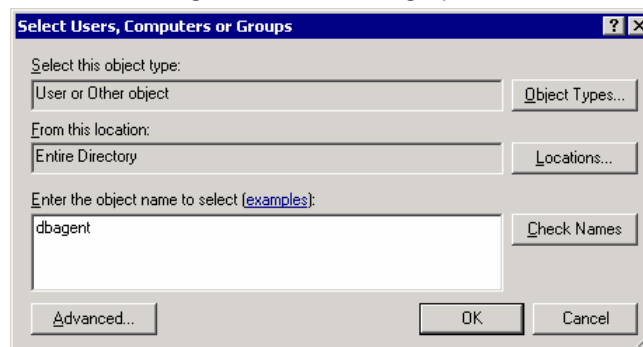 Select Users, Computers or Groups
Select this object type:
User or Other object
Object Types...
From this location:
Entire Directory
Locations...
Enter the object name to select (examples):
dbagent
Check Names
Advanced...
OK
Cancel